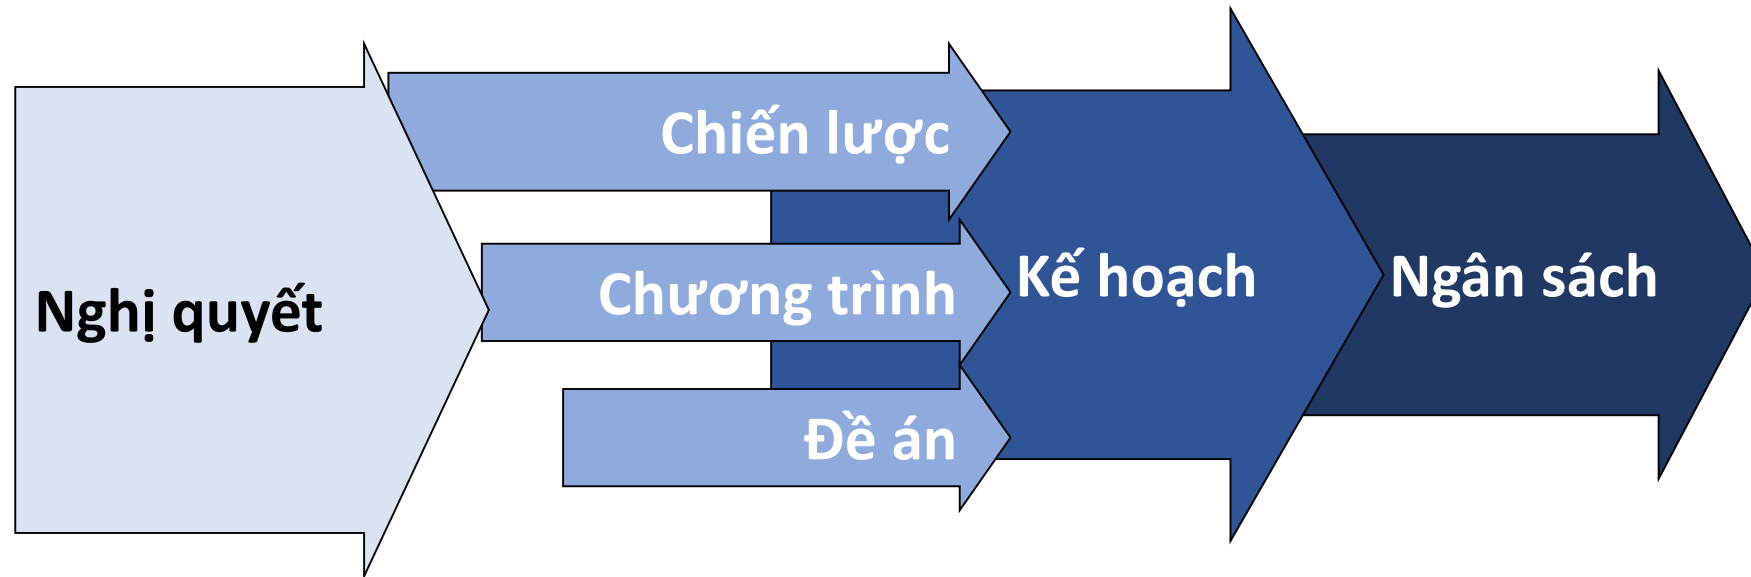 Nghị quyết
Chiến lược
Chương trình
Đề án
Kế hoạch
Ngân sách